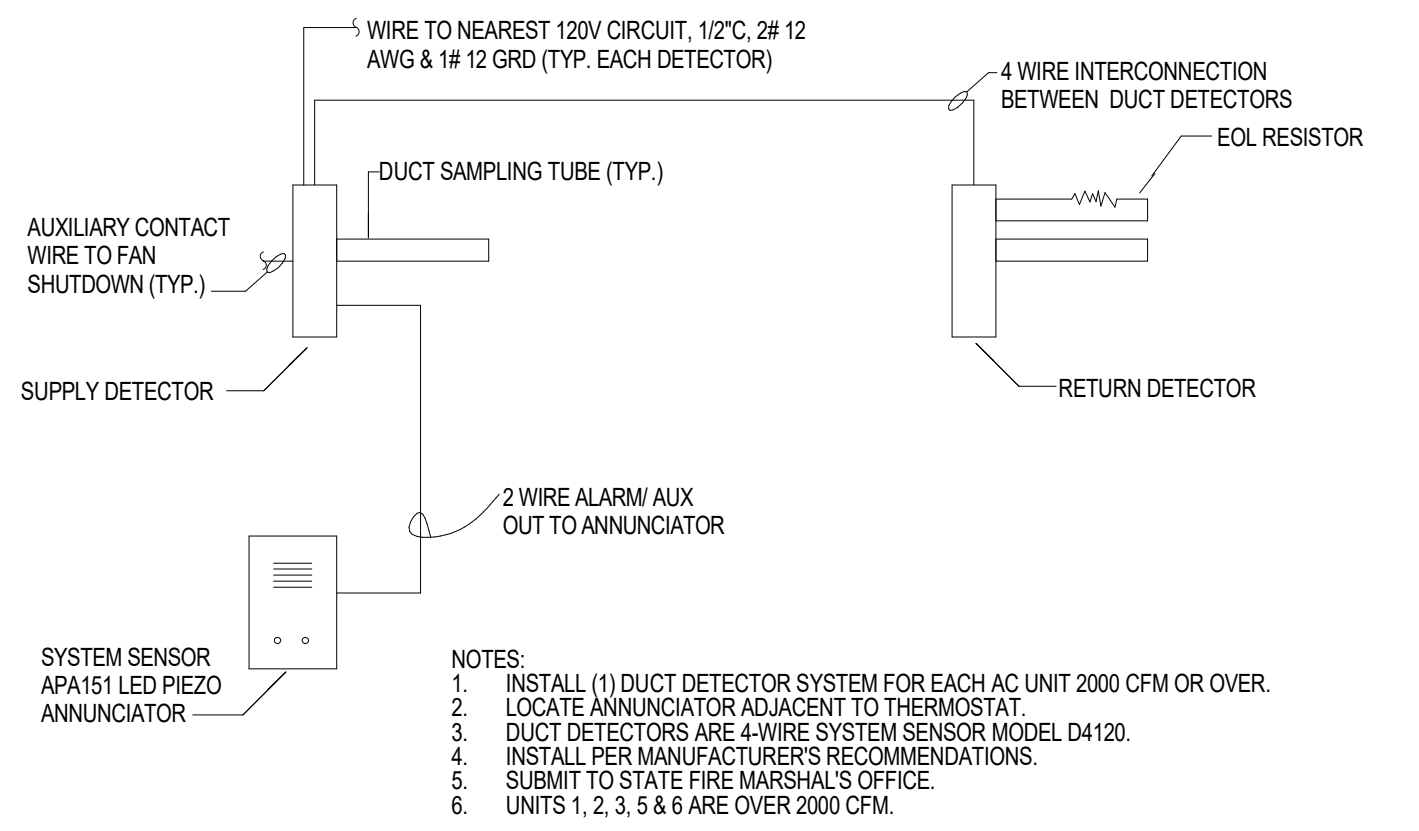 WIRE TO NEAREST 120V CIRCUIT, 1/2"C, 2# 12
AWG & 1# 12 GRD (TYP. EACH DETECTOR)
4 WIRE INTERCONNECTION
BETWEEN DUCT DETECTORS
EOL RESISTOR
DUCT SAMPLING TUBE (TYP.)
AUXILIARY CONTACT
WIRE TO FAN
SHUTDOWN (TYP.)
SUPPLY DETECTOR
RETURN DETECTOR
2 WIRE ALARM/ AUX
OUT TO ANNUNCIATOR
SYSTEM SENSOR
APA151 LED PIEZO
ANNUNCIATOR
NOTES:
1. INSTALL (1) DUCT DETECTOR SYSTEM FOR EACH AC UNIT 2000 CFM OR OVER.
2. LOCATE ANNUNCIATOR ADJACENT TO THERMOSTAT.
3. DUCT DETECTORS ARE 4-WIRE SYSTEM SENSOR MODEL D4120.
4. INSTALL PER MANUFACTURER'S RECOMMENDATIONS.
5. SUBMIT TO STATE FIRE MARSHAL'S OFFICE.
6. UNITS 1, 2, 3, 5 & 6 ARE OVER 2000 CFM.